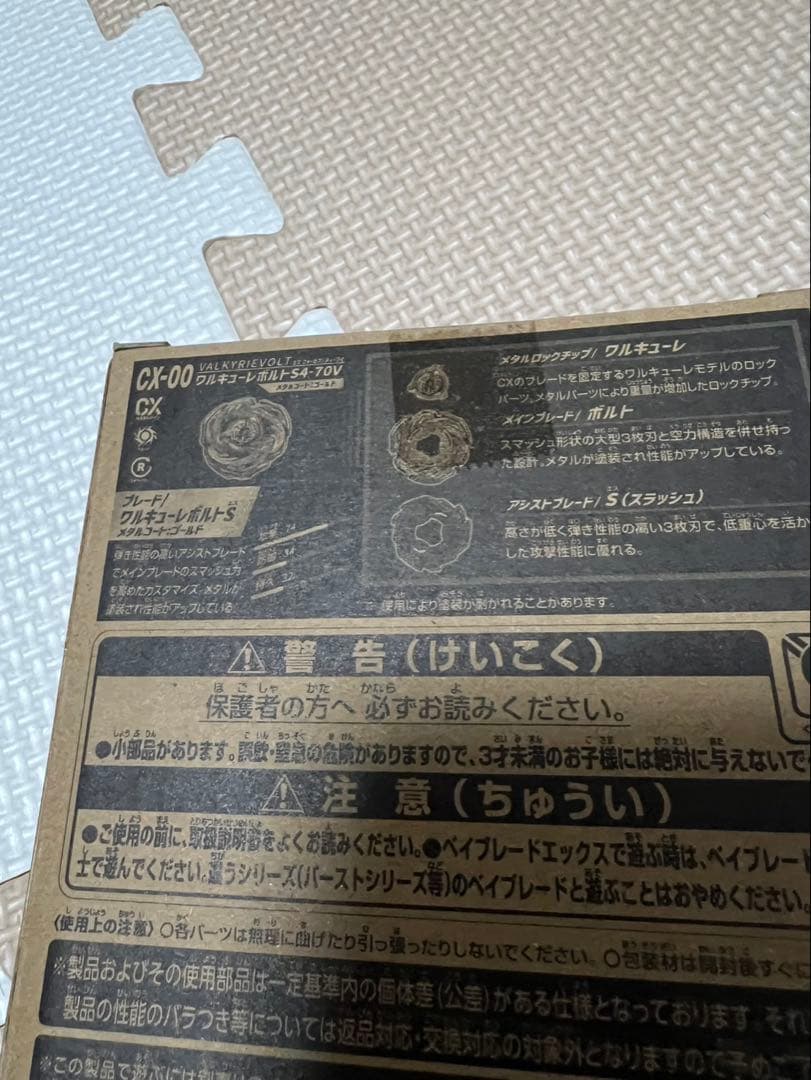 CX-00
VALKYRIEVOLT
ワルキューレボルトS4-70V
メタルコート:ゴールド
CX
R
ブレード/
ワルキューレボルトS
メタルコート:ゴールド
弾き性能の高いアシストブレード
でメインブレードのスマッシュ力
を高めたカスタマイズ。メタルが
塗装され性能がアップしている。
メタルロックチップ/ ワルキューレ
CXのブレードを固定するワルキューレモデルのロック
パーツ。メタルパーツにより重量が増加したロックチップ。
メインブレード/ ボルト
スマッシュ形状の大型3枚刃と空力構造を併せ持っ
た設計。メタルが塗装され性能がアップしている。
アシストブレード/ S(スラッシュ)
高さが低く弾き性能の高い3枚刃で、低重心を活か
した攻撃性能に優れる。
使用により塗装が剥がれることがあります。
警告(けいこく)
保護者の方へ 必ずお読みください。
●小部品があります。誤飲・窒息の危険がありますので、3才未満のお子様には絶対に与えないで
注意(ちゅうい)
●ご使用の前に、取扱説明書をよくお読みください。●ベイブレードエックスで遊ぶ時は、ベイブレー
士で遊んでください。違うシリーズ(バーストシリーズ等)のベイブレードと遊ぶことはおやめください。
〈使用上の注意〉○各パーツは無理に曲げたり引っ張ったりしないでください。○包装材は開封後すぐに
※製品およびその使用部品は一定基準内の個体差(公差)がある仕様となっております。それ
製品の性能のバラつき等については返品対応・交換対応の対象外となりますので予めご
※この製品で遊ぶには別売り